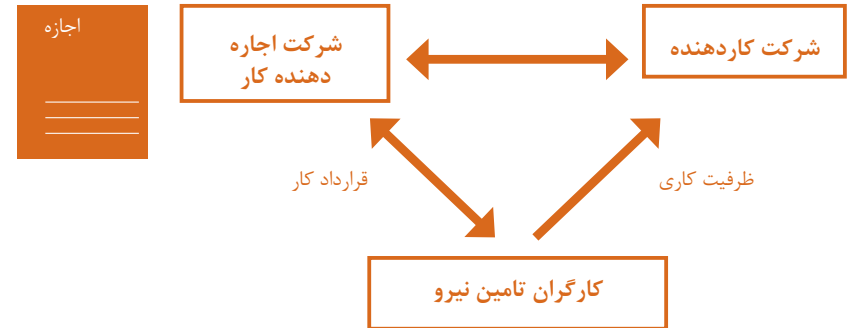 اجازه
شرکت اجاره
دهنده کار
شرکت کاردهنده
قرارداد کار
ظرفیت کاری
کارگران تامین نیرو